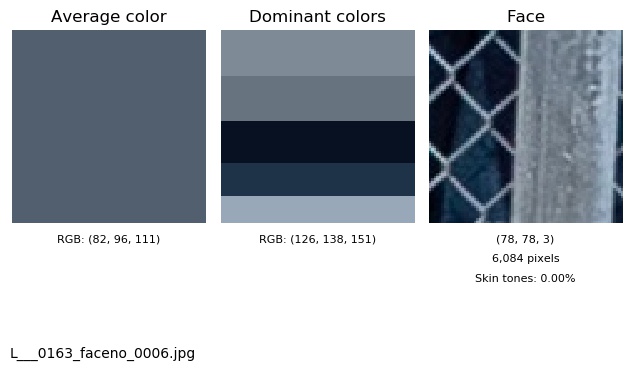 Average color
Dominant colors
Face
RGB: (82, 96, 111)
RGB: (126, 138, 151)
(78, 78, 3)
6,084 pixels
Skin tones: 0.00%
L___0163_faceno_0006.jpg